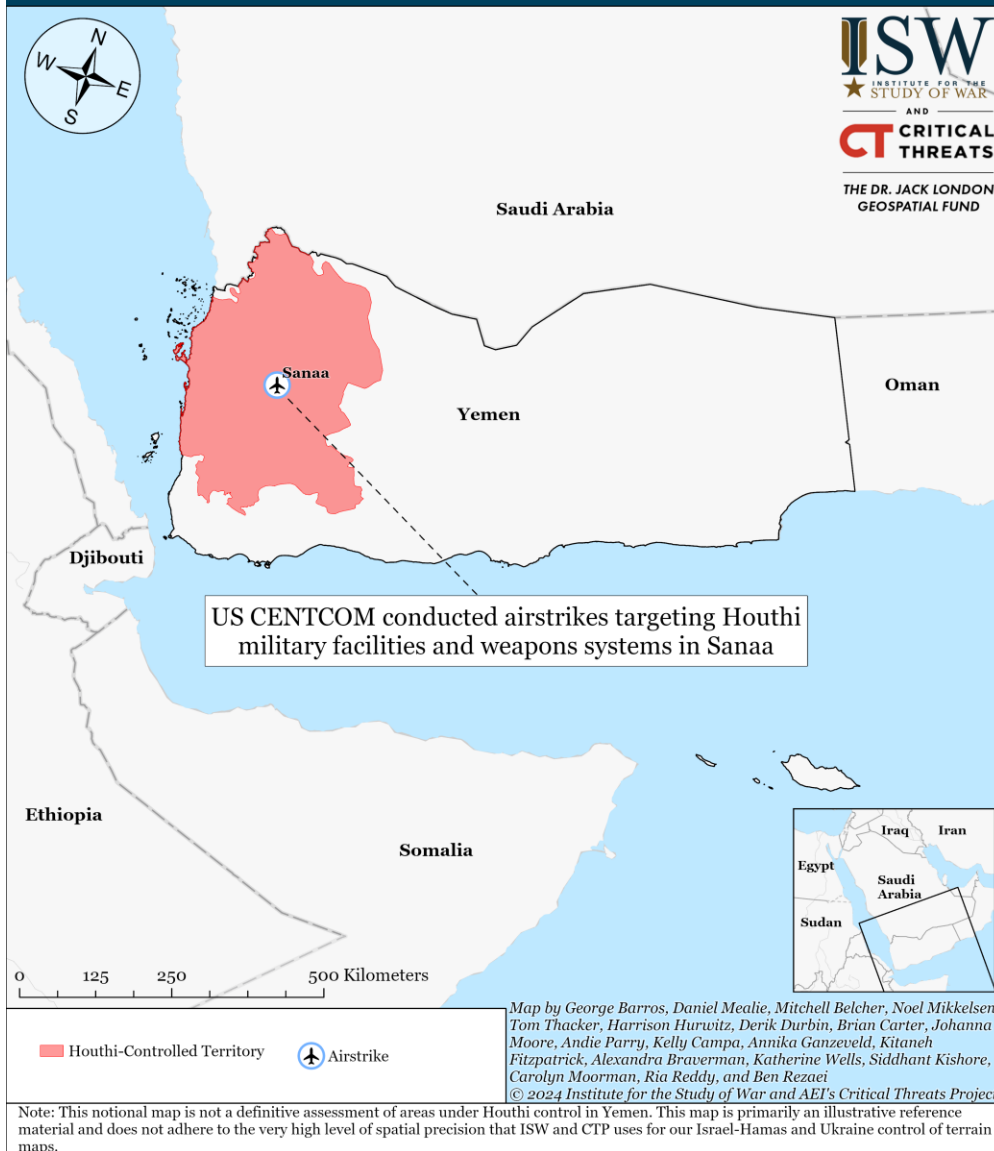 N
W
E
S
ISW
INSTITUTE FOR THE
STUDY OF WAR
AND
CT CRITICAL
THREATS
THE DR. JACK LONDON
GEOSPATIAL FUND
Saudi Arabia
Sanaa
Oman
Yemen
Djibouti
US CENTCOM conducted airstrikes targeting Houthi
military facilities and weapons systems in Sanaa
Ethiopia
Somalia
Iraq
Iran
Egypt
Saudi
Arabia
Sudan
0 125 250 500 Kilometers
Houthi-Controlled Territory
Airstrike
Map by George Barros, Daniel Mealie, Mitchell Belcher, Noel Mikkelsen
Tom Thacker, Harrison Hurwitz, Derik Durbin, Brian Carter, Johanna
Moore, Andie Parry, Kelly Campa, Annika Ganzeveld, Kitaneh
Fitzpatrick, Alexandra Braverman, Katherine Wells, Siddhant Kishore,
Carolyn Moorman, Ria Reddy, and Ben Rezaei
© 2024 Institute for the Study of War and AEI's Critical Threats Project
Note: This notional map is not a definitive assessment of areas under Houthi control in Yemen. This map is primarily an illustrative reference
material and does not adhere to the very high level of spatial precision that ISW and CTP uses for our Israel-Hamas and Ukraine control of terrain
maps.